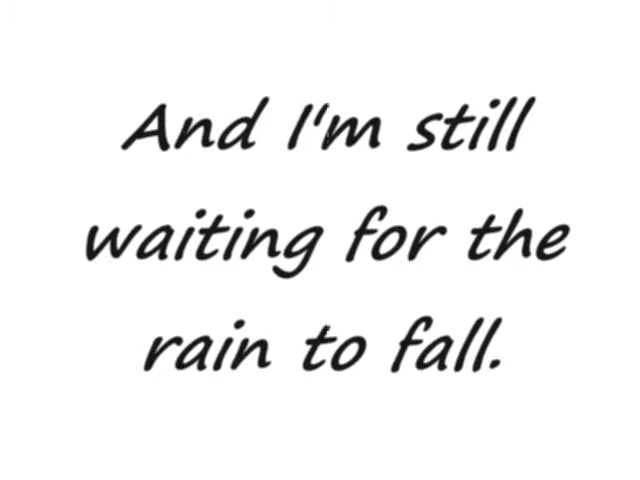 And I'm still
waiting for the
rain to fall.